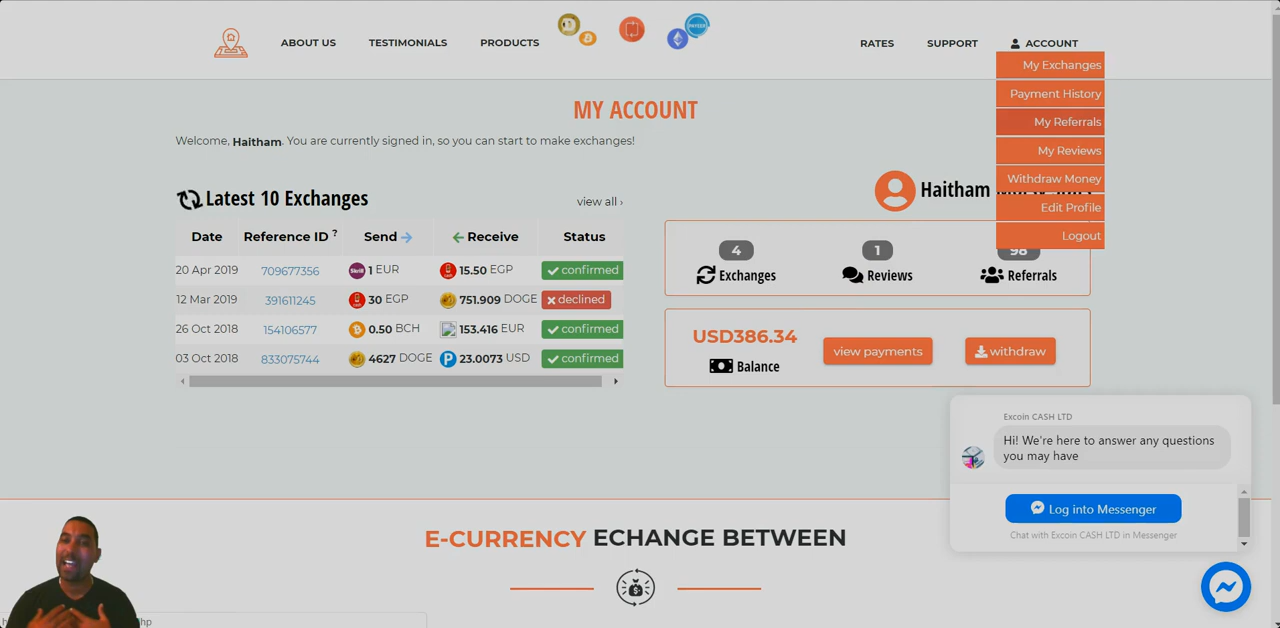 ABOUT US
TESTIMONIALS
PRODUCTS
RATES
SUPPORT
ACCOUNT
My Exchanges
Payment History
My Referrals
My Reviews
Withdraw Money
Edit Profile
Logout
MY ACCOUNT
Welcome, Haitham. You are currently signed in, so you can start to make exchanges!
Latest 10 Exchanges
view all ›
Date Reference ID ? Send → ← Receive Status
20 Apr 2019 709677356 1 EUR 15.50 EGP confirmed
12 Mar 2019 391611245 30 EGP 751.909 DOGE declined
26 Oct 2018 154106577 0.50 BCH 153.416 EUR confirmed
03 Oct 2018 833075744 4627 DOGE 23.0073 USD confirmed
Haitham
4 1 98
Exchanges Reviews Referrals
USD386.34
Balance
view payments
withdraw
Excoin CASH LTD
Hi! We're here to answer any questions
you may have
Log into Messenger
Chat with Excoin CASH LTD in Messenger
E-CURRENCY ECHANGE BETWEEN